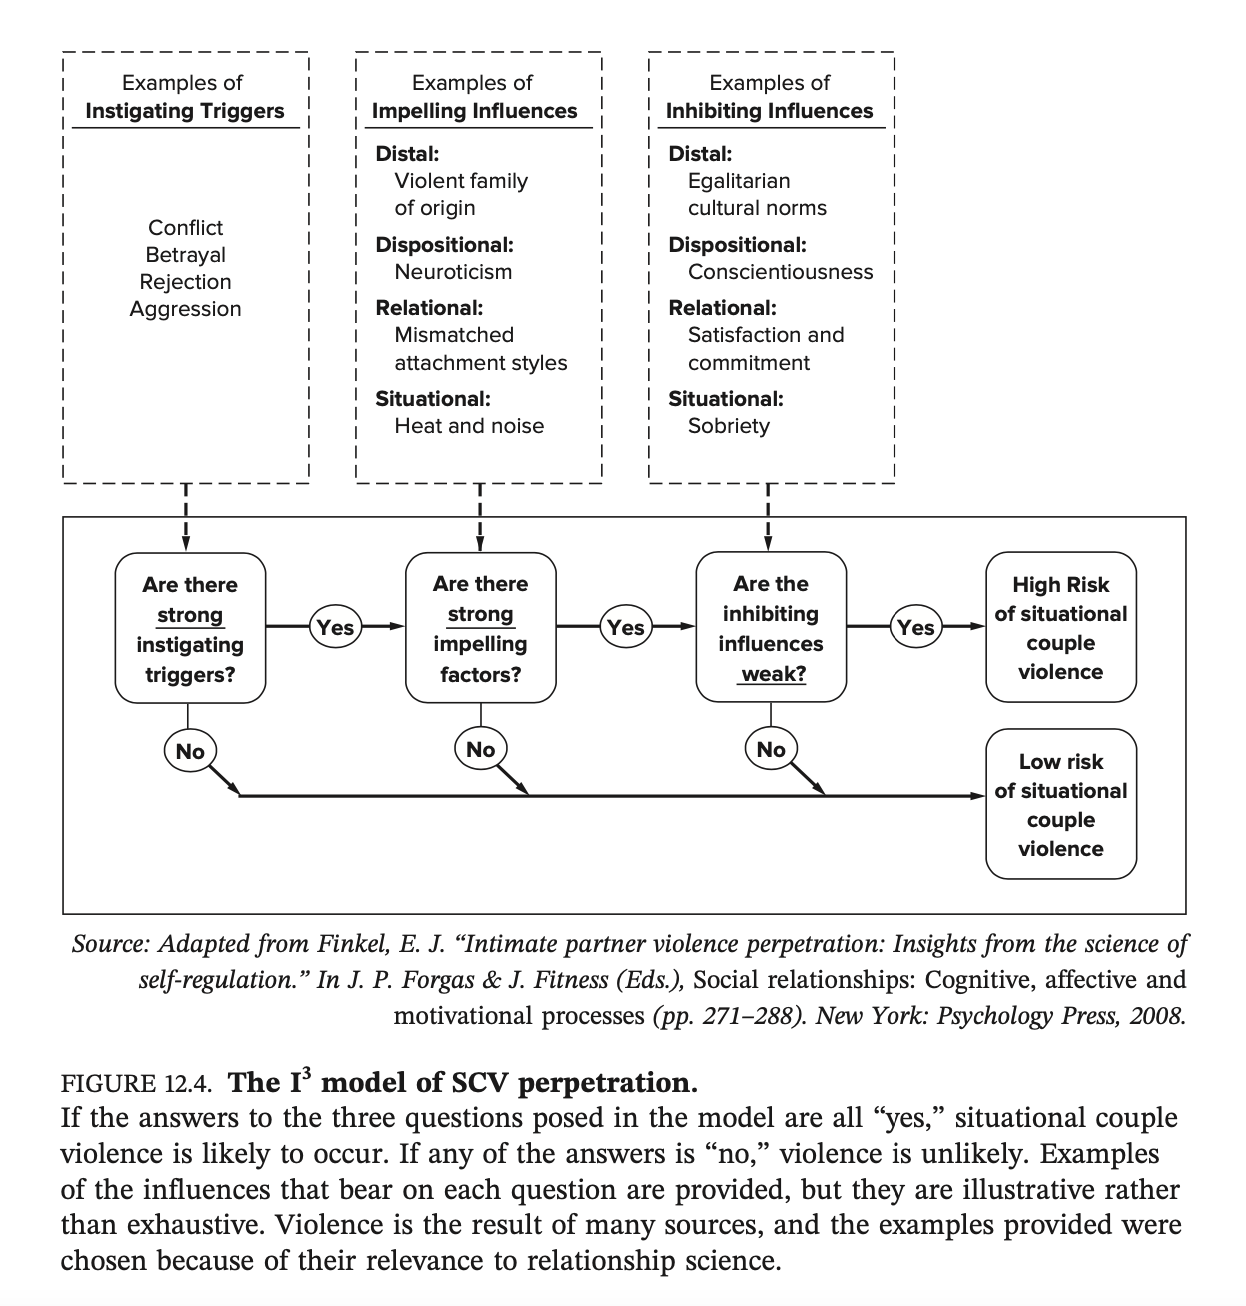 Examples of
Instigating Triggers
Conflict
Betrayal
Rejection
Aggression
Examples of
Impelling Influences
Distal:
Violent family
of origin
Dispositional:
Neuroticism
Relational:
Mismatched
attachment styles
Situational:
Heat and noise
Examples of
Inhibiting Influences
Distal:
Egalitarian
cultural norms
Dispositional:
Conscientiousness
Relational:
Satisfaction and
commitment
Situational:
Sobriety
Are there
strong
instigating
triggers?
Yes
Are there
strong
impelling
factors?
Yes
Are the
inhibiting
influences
weak?
Yes
High Risk
of situational
couple
violence
No
No
No
Low risk
of situational
couple
violence
Source: Adapted from Finkel, E. J. “Intimate partner violence perpetration: Insights from the science of
self-regulation.” In J. P. Forgas & J. Fitness (Eds.), Social relationships: Cognitive, affective and
motivational processes (pp. 271–288). New York: Psychology Press, 2008.
FIGURE 12.4. The I³ model of SCV perpetration.
If the answers to the three questions posed in the model are all “yes,” situational couple
violence is likely to occur. If any of the answers is “no,” violence is unlikely. Examples
of the influences that bear on each question are provided, but they are illustrative rather
than exhaustive. Violence is the result of many sources, and the examples provided were
chosen because of their relevance to relationship science.